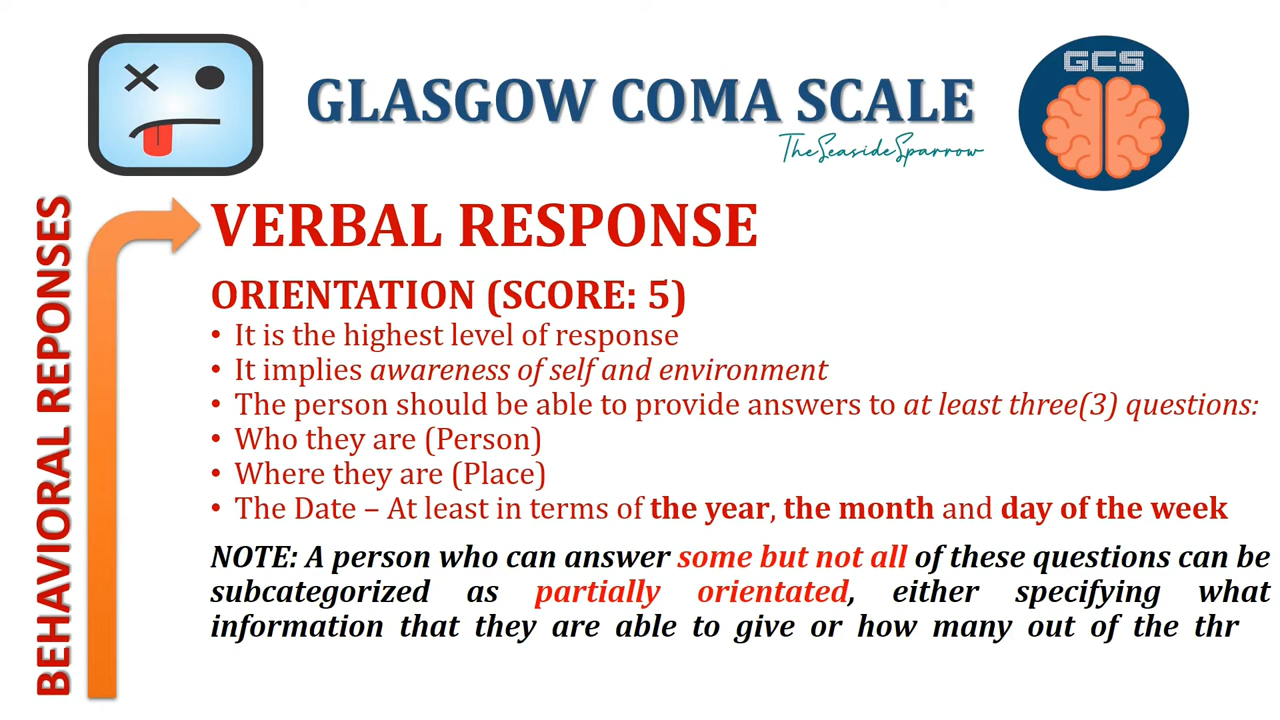 GCS
GLASGOW COMA SCALE
TheSeasideSparrow
BEHAVIORAL REPONSES
VERBAL RESPONSE
ORIENTATION (SCORE: 5)
• It is the highest level of response
• It implies awareness of self and environment
• The person should be able to provide answers to at least three(3) questions:
• Who they are (Person)
• Where they are (Place)
• The Date – At least in terms of the year, the month and day of the week
NOTE: A person who can answer some but not all of these questions can be
subcategorized as partially orientated, either specifying what
information that they are able to give or how many out of the thr